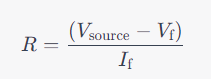 R = (V_source − V_f) / I_f